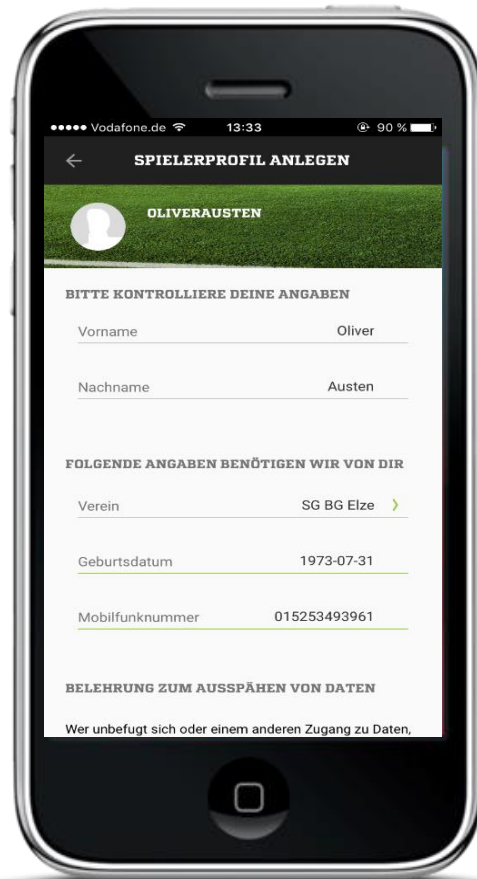 Vodafone.de 13:33 90 %
SPIELERPROFIL ANLEGEN
OLIVERAUSTEN
BITTE KONTROLLIERE DEINE ANGABEN
Vorname Oliver
Nachname Austen
FOLGENDE ANGABEN BENÖTIGEN WIR VON DIR
Verein SG BG Elze
Geburtsdatum 1973-07-31
Mobilfunknummer 015253493961
BELEHRUNG ZUM AUSSPÄHEN VON DATEN
Wer unbefugt sich oder einem anderen Zugang zu Daten,